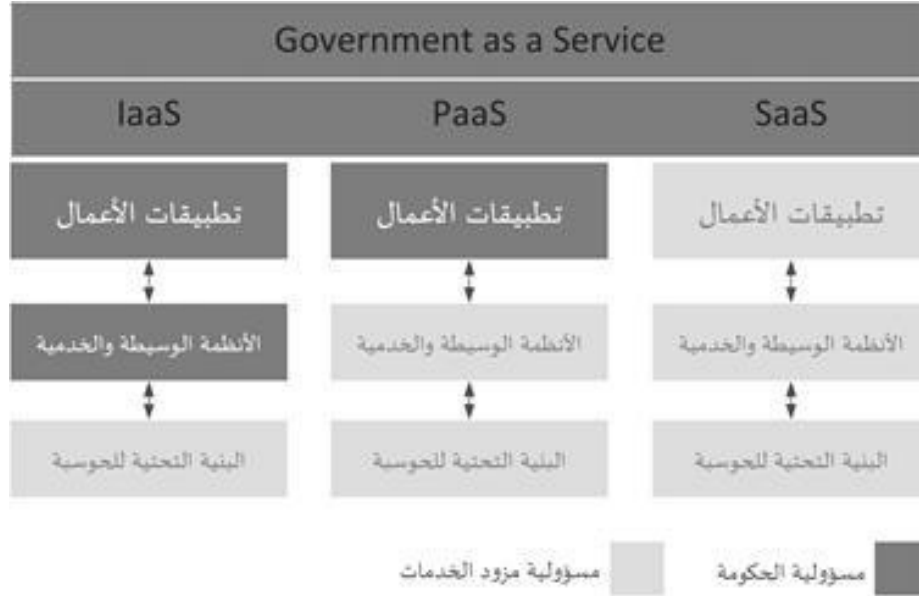 Government as a Service
IaaS PaaS SaaS
تطبيقات الأعمال تطبيقات الأعمال تطبيقات الأعمال
الأنظمة الوسيطة والخدمية الأنظمة الوسيطة والخدمية الأنظمة الوسيطة والخدمية
البنية التحتية للحوسبة البنية التحتية للحوسبة البنية التحتية للحوسبة
مسؤولية الحكومة مسؤولية مزود الخدمات